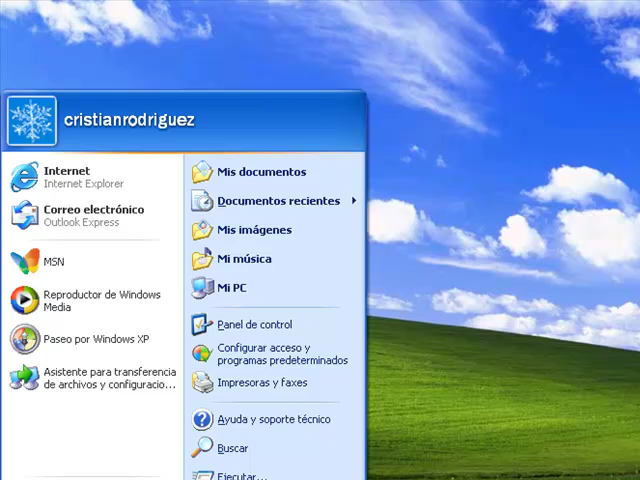 cristianrodriguez
Internet
Internet Explorer
Correo electrónico
Outlook Express
MSN
Reproductor de Windows
Media
Paseo por Windows XP
Asistente para transferencia
de archivos y configuracio...
Mis documentos
Documentos recientes
Mis imágenes
Mi música
Mi PC
Panel de control
Configurar acceso y
programas predeterminados
Impresoras y faxes
Ayuda y soporte técnico
Buscar
Ejecutar...